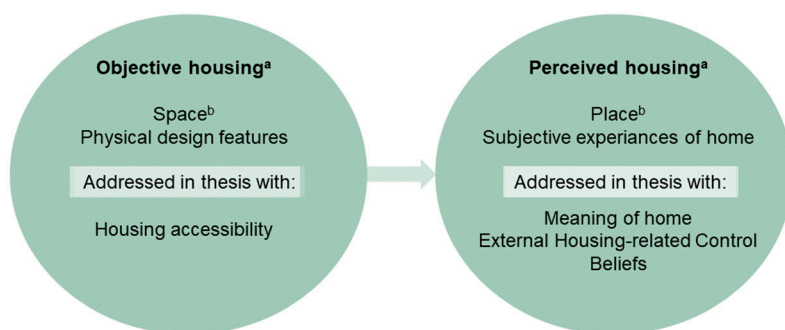 Objective housingᵃ
Spaceᵇ
Physical design features
Addressed in thesis with:
Housing accessibility
Perceived housingᵃ
Placeᵇ
Subjective experiances of home
Addressed in thesis with:
Meaning of home
External Housing-related Control
Beliefs